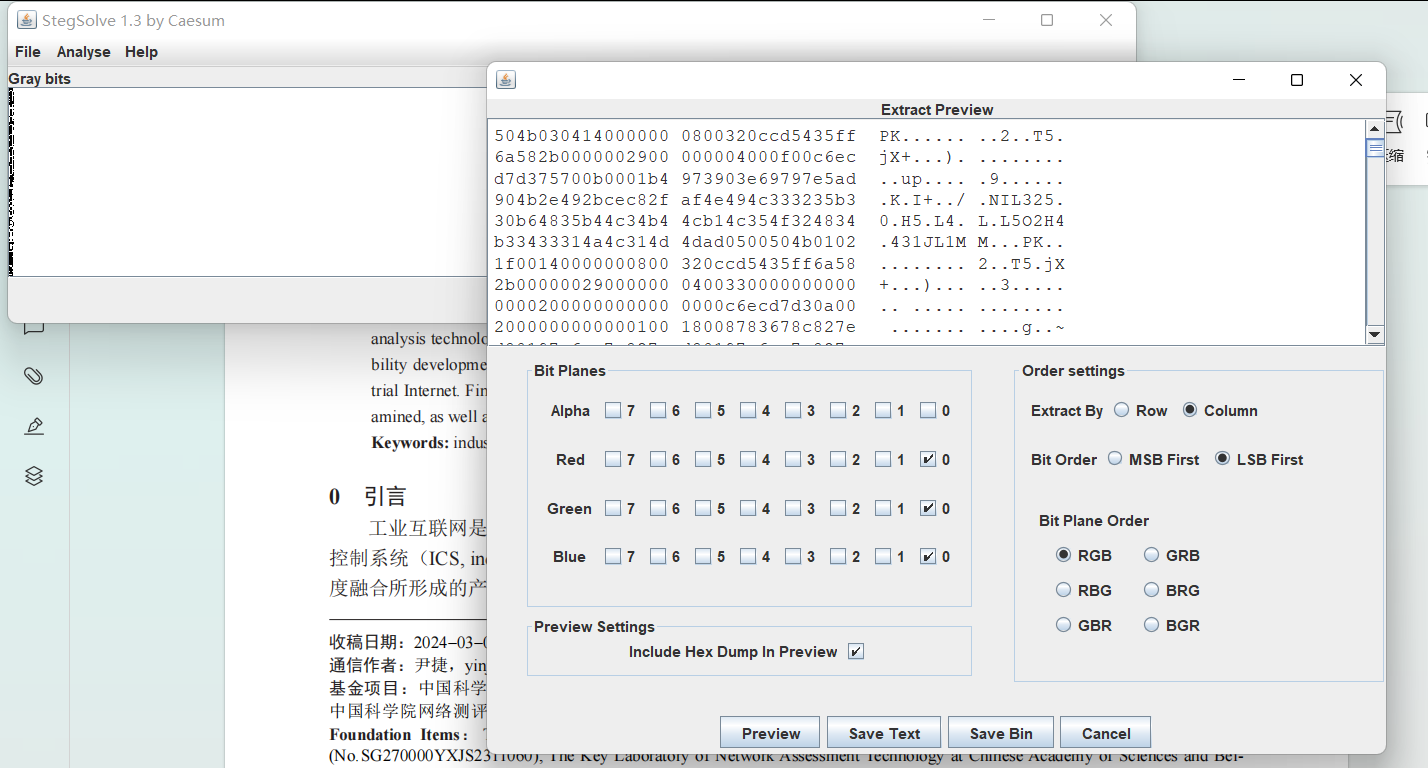 StegSolve 1.3 by Caesum
File Analyse Help
Gray bits
Extract Preview
504b030414000000 0800320ccd5435ff PK...... ..2..T5.
6a582b0000002900 000004000f00c6ec jX+...). ........
d7d375700b0001b4 973903e69797e5ad ..up.... .9......
904b2e492bcec82f af4e494c333235b3 .K.I+../ .NIL325.
30b64835b44c34b4 4cb14c354f324834 0.H5.L4. L.L5O2H4
b33433314a4c314d 4dad0500504b0102 .431JL1M M...PK..
1f00140000000800 320ccd5435ff6a58 ........ 2..T5.jX
2b00000029000000 0400330000000000 +...)... ..3.....
0000200000000000 0000c6ecd7d30a00 .. ..... ........
2000000000000100 18008783678c827e ....... ....g..~
Bit Planes
Alpha 7 6 5 4 3 2 1 0
Red 7 6 5 4 3 2 1 0
Green 7 6 5 4 3 2 1 0
Blue 7 6 5 4 3 2 1 0
Preview Settings
Include Hex Dump In Preview
Order settings
Extract By Row Column
Bit Order MSB First LSB First
Bit Plane Order
RGB GRB
RBG BRG
GBR BGR
Preview Save Text Save Bin Cancel
缩
analysis technolo
bility developme
trial Internet. Fin
amined, as well a
Keywords: indus
0 引言
工业互联网是
控制系统（ICS, in
度融合所形成的产
收稿日期：2024–03–0
通信作者：尹捷，yin
基金项目：中国科学
中国科学院网络测评
Foundation Items:
(No.SG270000YXJS2311060), The Key Laboratory of Network Assessment Technology at Chinese Academy of Sciences and Bei-